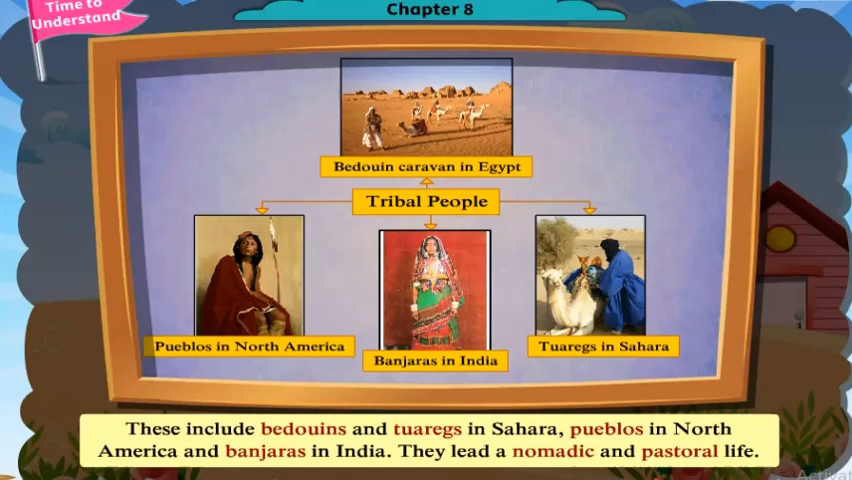 Time to
Understand
Chapter 8
Bedouin caravan in Egypt
Tribal People
Pueblos in North America
Banjaras in India
Tuaregs in Sahara
These include bedouins and tuaregs in Sahara, pueblos in North
America and banjaras in India. They lead a nomadic and pastoral life.